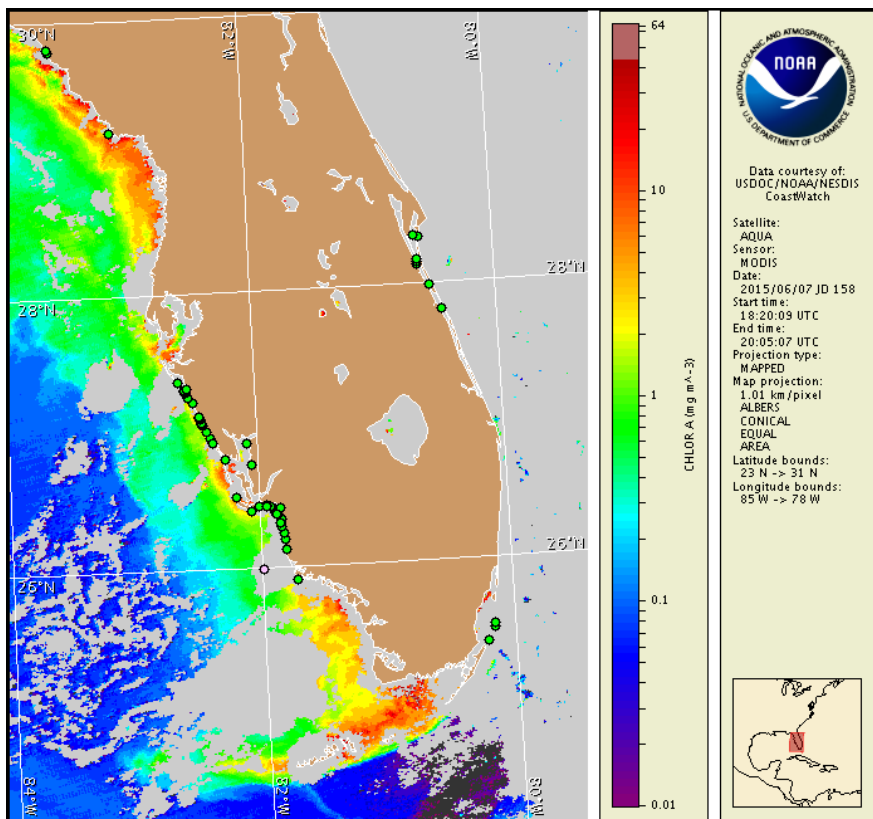 30°N
82°W
80°W
28°N
28°N
26°N
26°N
84°W
82°W
80°W
64
10
1
0.1
0.01
CHLOR A (mg m^-3)
NATIONAL OCEANIC AND ATMOSPHERIC ADMINISTRATION
NOAA
U.S. DEPARTMENT OF COMMERCE
Data courtesy of:
USDOC/NOAA/NESDIS
CoastWatch
Satellite:
AQUA
Sensor:
MODIS
Date:
2015/06/07 JD 158
Start time:
18:20:09 UTC
End time:
20:05:07 UTC
Projection type:
MAPPED
Map projection:
1.01 km/pixel
ALBERS
CONICAL
EQUAL
AREA
Latitude bounds:
23 N -> 31 N
Longitude bounds:
85 W -> 78 W